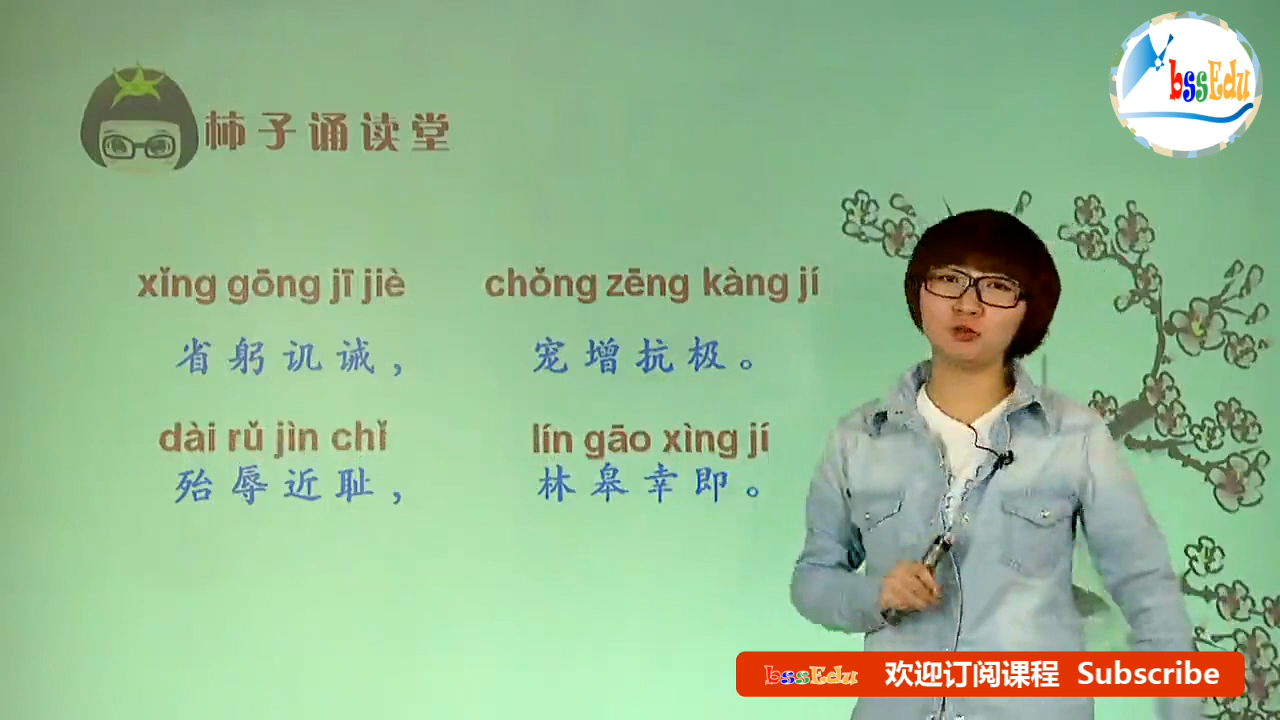 bssEdu
柿子诵读堂
xǐng gōng jī jiè chǒng zēng kàng jí
省躬讥诫， 宠增抗极。
dài rǔ jìn chǐ lín gāo xìng jí
殆辱近耻， 林皋幸即。
bssEdu 欢迎订阅课程 Subscribe